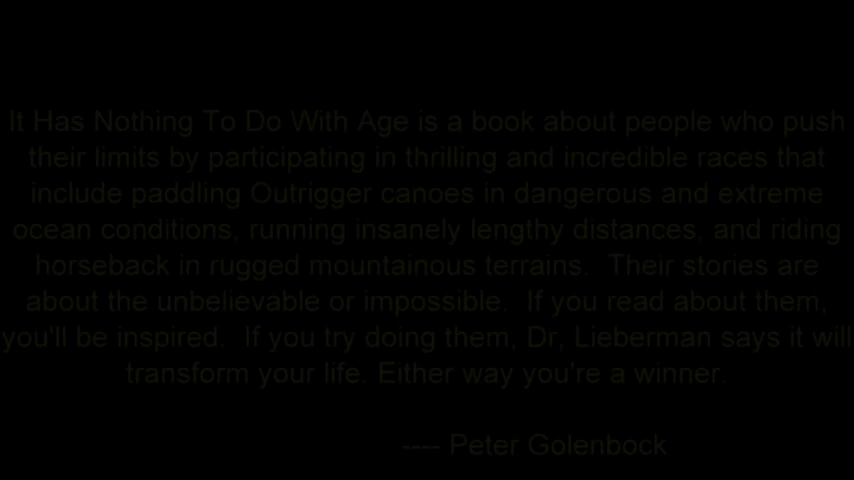 It Has Nothing To Do With Age is a book about people who push
their limits by participating in thrilling and incredible races that
include paddling Outrigger canoes in dangerous and extreme
ocean conditions, running insanely lengthy distances, and riding
horseback in rugged mountainous terrains.  Their stories are
about the unbelievable or impossible.  If you read about them,
you'll be inspired.  If you try doing them, Dr, Lieberman says it will
transform your life. Either way you're a winner.
---- Peter Golenbock